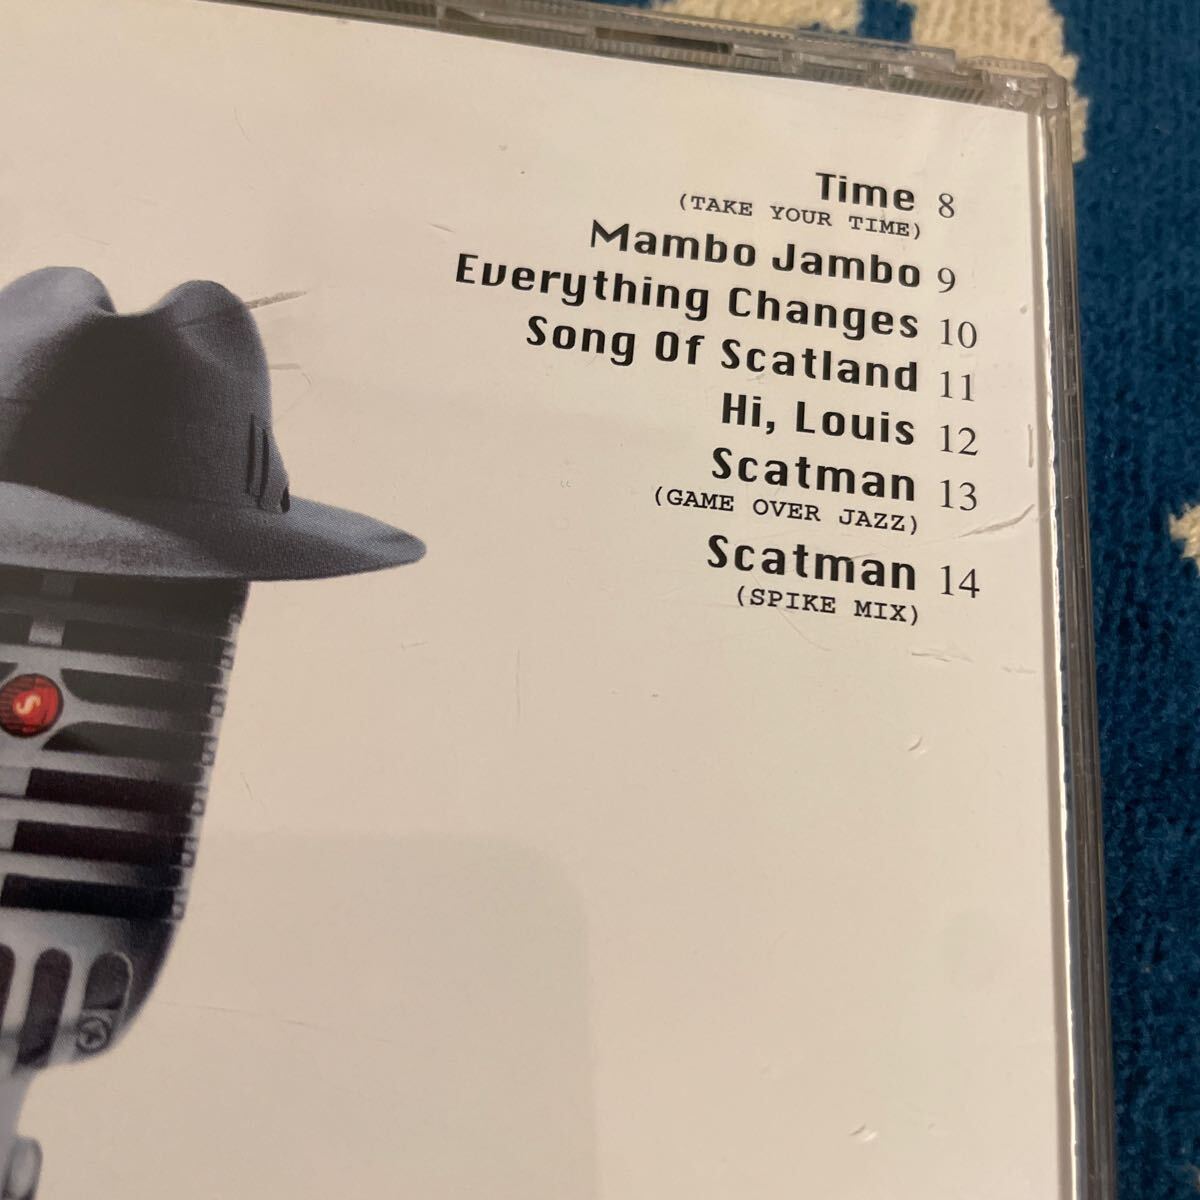 Time 8
(TAKE YOUR TIME)
Mambo Jambo 9
Everything Changes 10
Song Of Scatland 11
Hi, Louis 12
Scatman 13
(GAME OVER JAZZ)
Scatman 14
(SPIKE MIX)
S